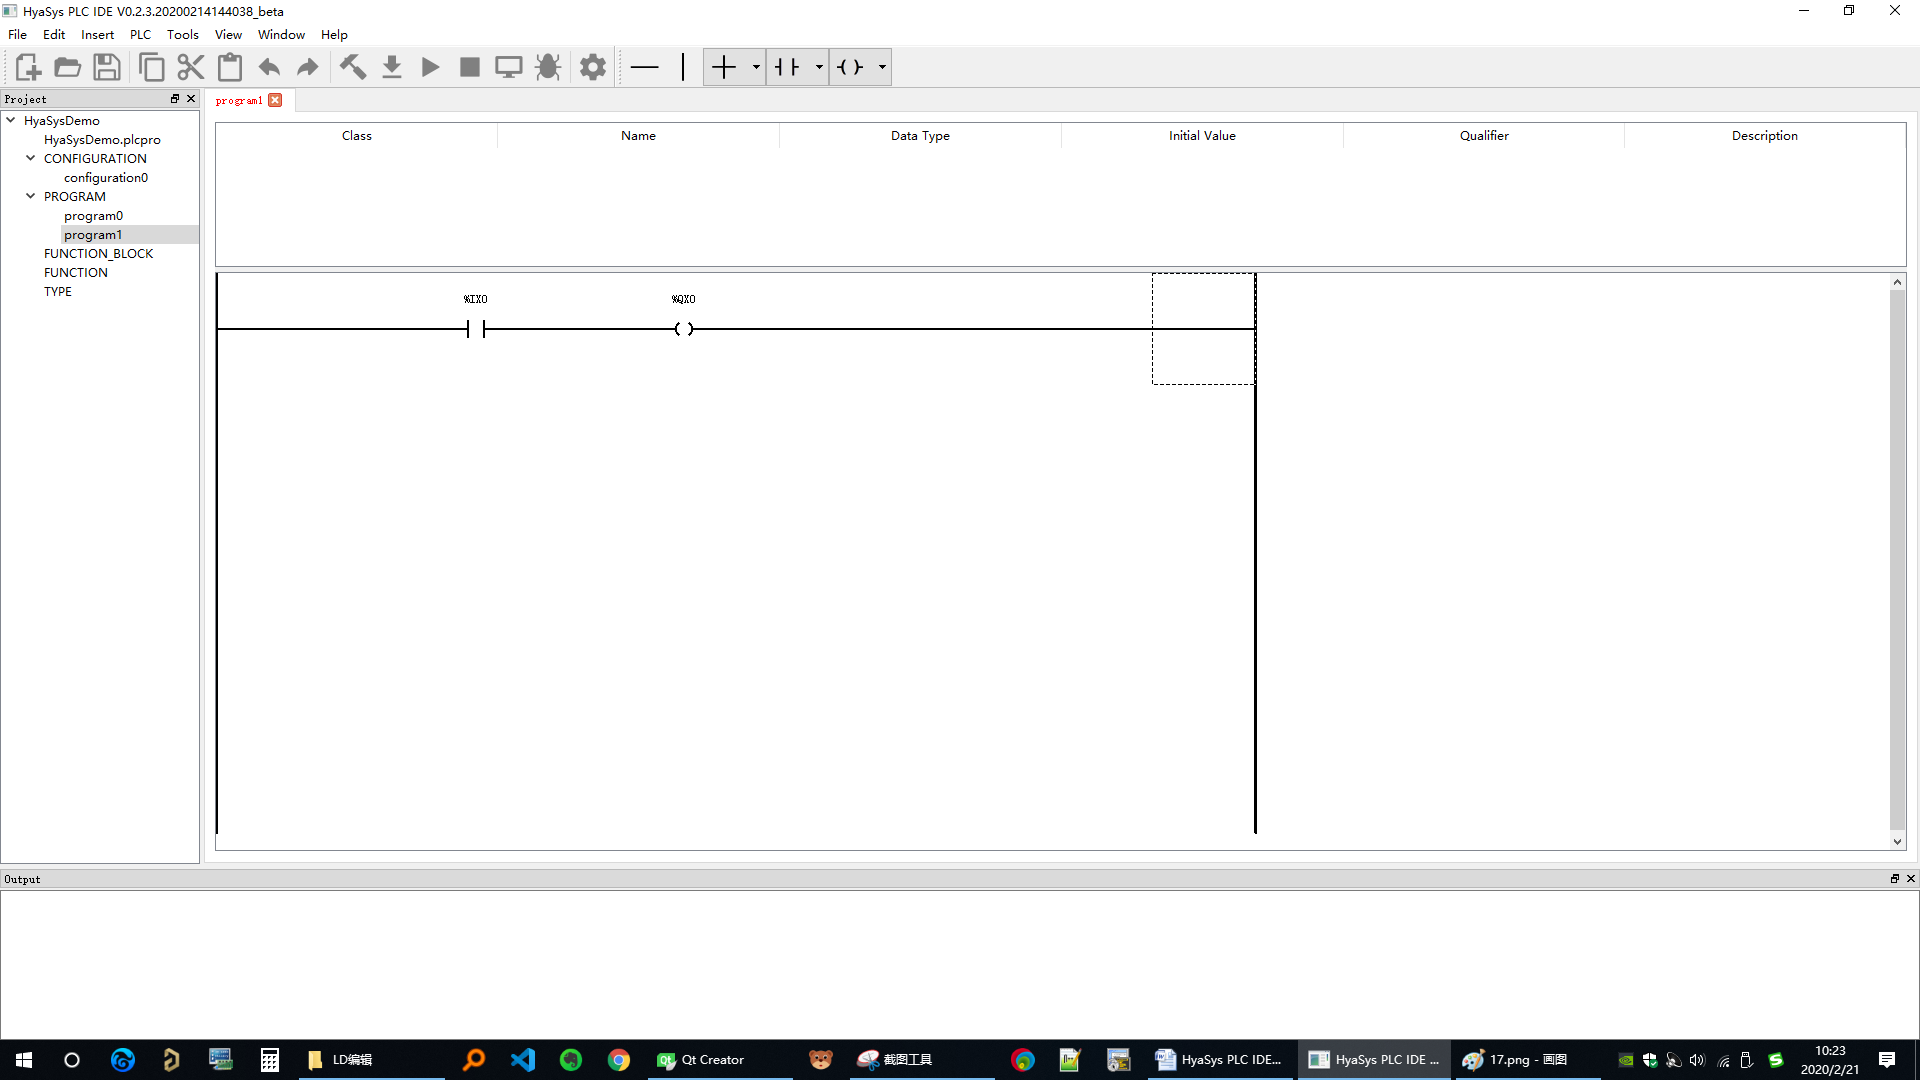 HyaSys PLC IDE V0.2.3.20200214144038_beta
File Edit Insert PLC Tools View Window Help
Project
HyaSysDemo
HyaSysDemo.plcpro
CONFIGURATION
configuration0
PROGRAM
program0
program1
FUNCTION_BLOCK
FUNCTION
TYPE
program1
Class Name Data Type Initial Value Qualifier Description
%IX0 %QX0
Output
LD编辑 Qt Creator 截图工具 HyaSys PLC IDE... HyaSys PLC IDE ... 17.png - 画图
10:23
2020/2/21